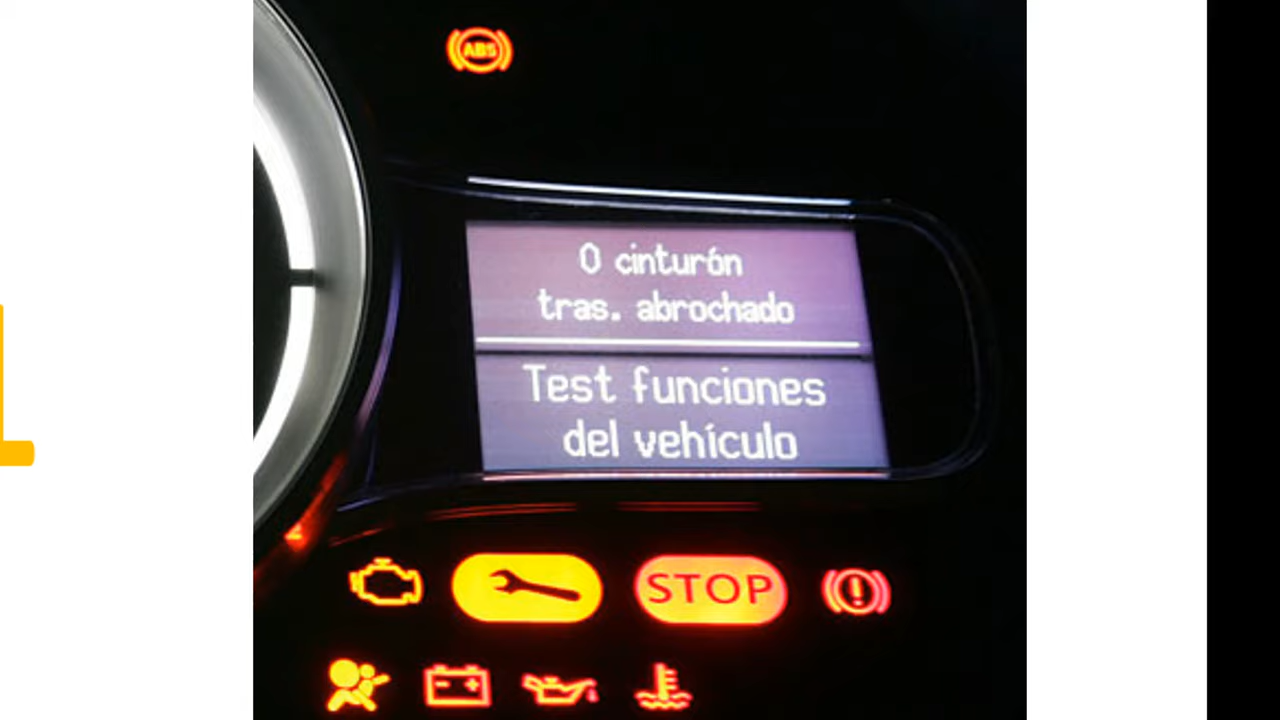 ABS
0 cinturón
tras. abrochado
Test funciones
del vehículo
STOP